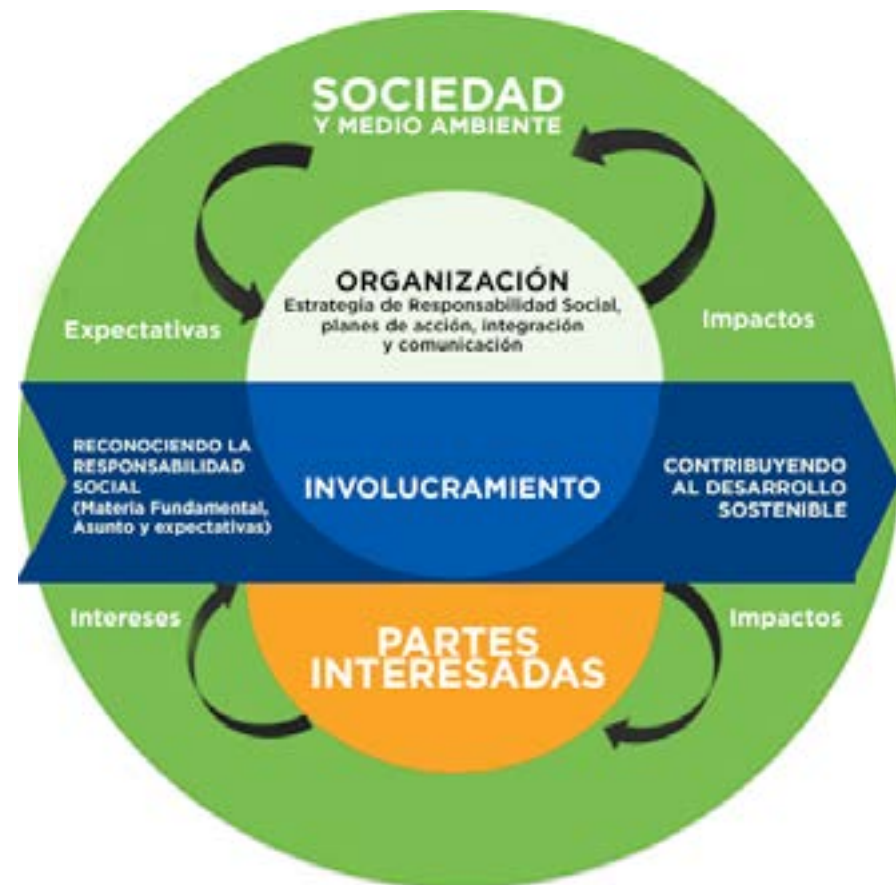 SOCIEDAD
Y MEDIO AMBIENTE
ORGANIZACIÓN
Estrategia de Responsabilidad Social,
planes de acción, integración
y comunicación
Expectativas
Impactos
RECONOCIENDO LA
RESPONSABILIDAD
SOCIAL
(Materia Fundamental,
Asunto y expectativas)
INVOLUCRAMIENTO
CONTRIBUYENDO
AL DESARROLLO
SOSTENIBLE
Intereses
Impactos
PARTES
INTERESADAS